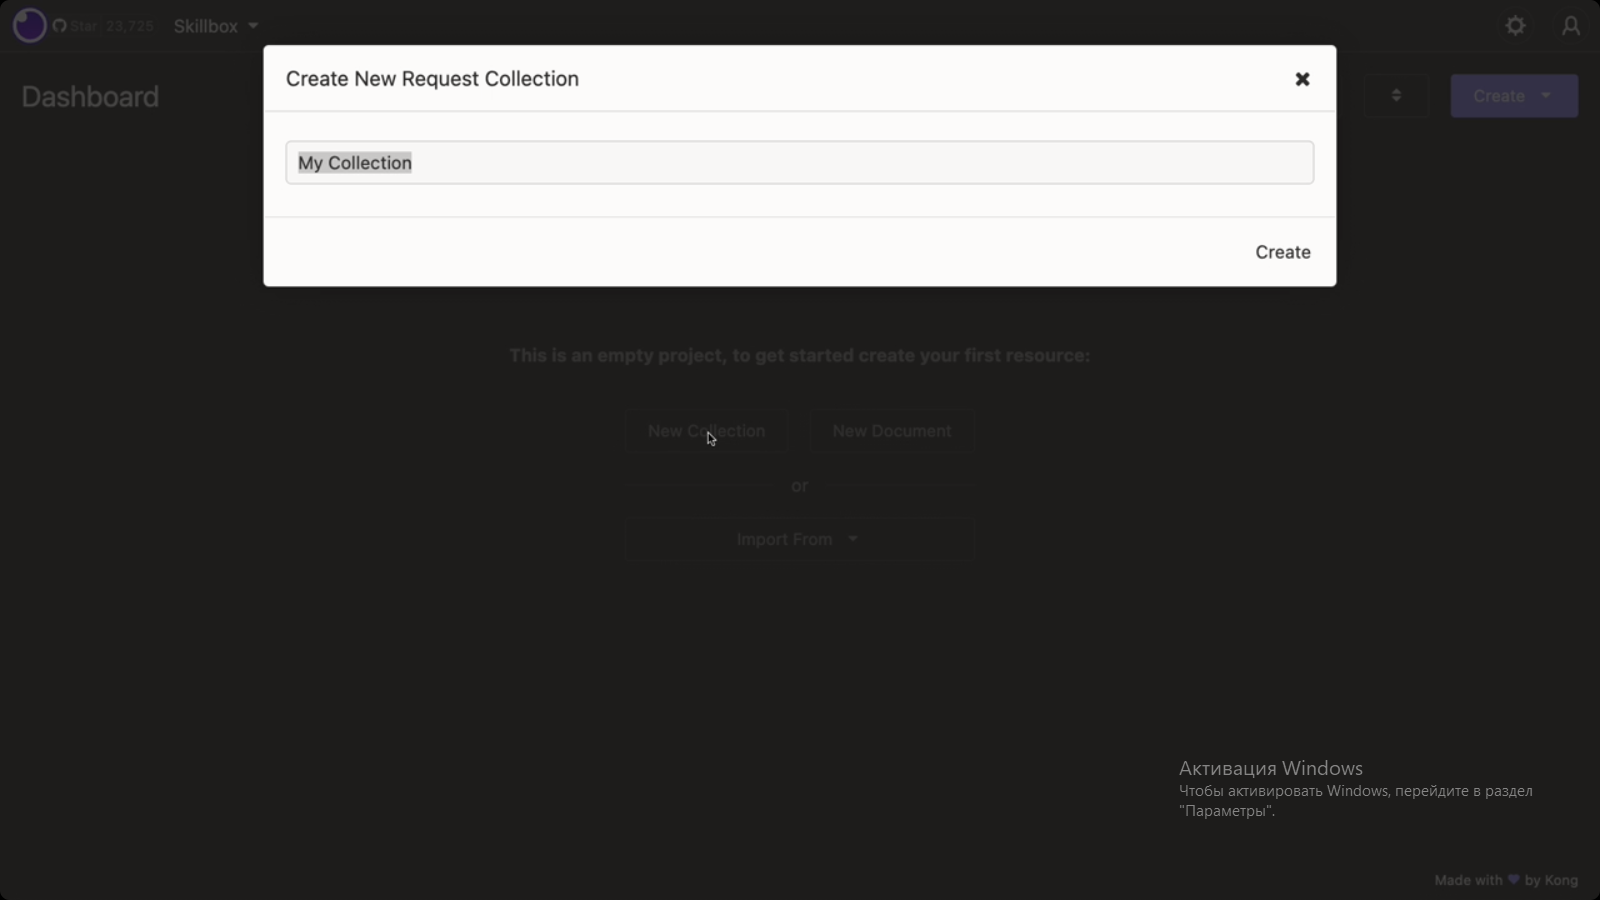 Star 23,725 Skillbox
Dashboard
Create
Create New Request Collection
My Collection
Create
This is an empty project, to get started create your first resource:
New Collection New Document
or
Import From
Активация Windows
Чтобы активировать Windows, перейдите в раздел
"Параметры".
Made with ♥ by Kong